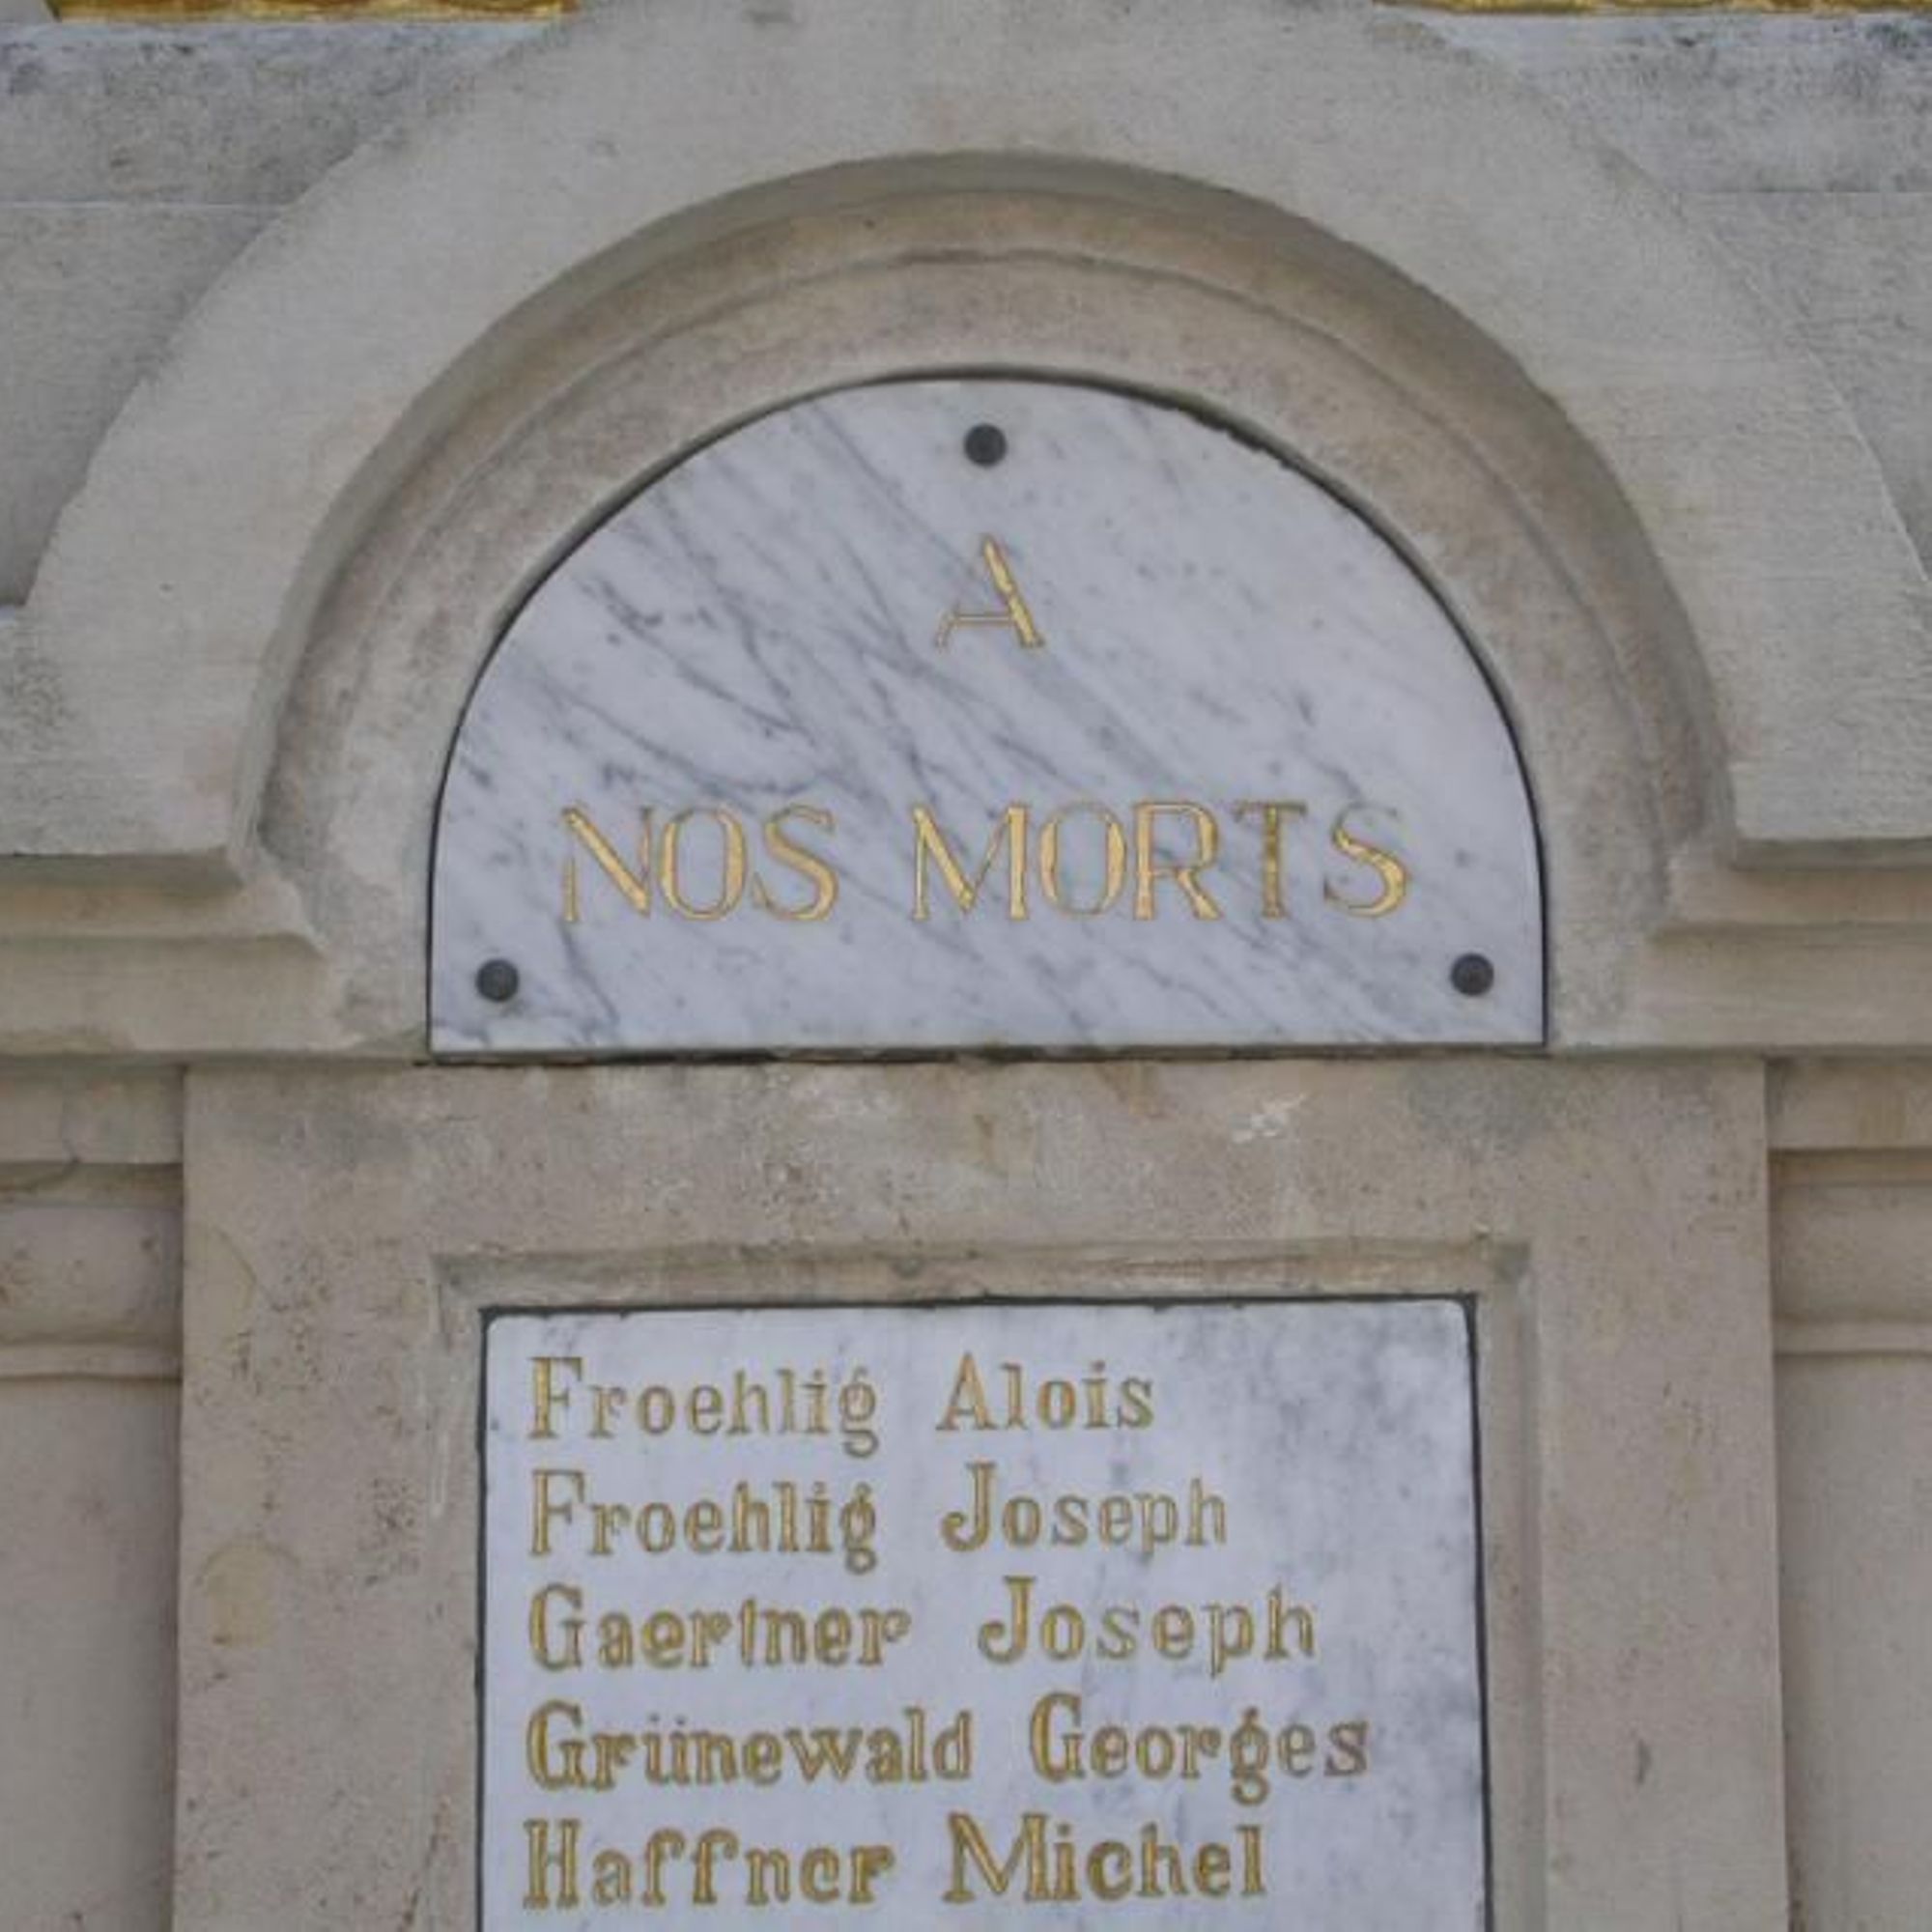 A
NOS MORTS
Froehlig Alois
Froehlig Joseph
Gaertner Joseph
Grünewald Georges
Haffner Michel